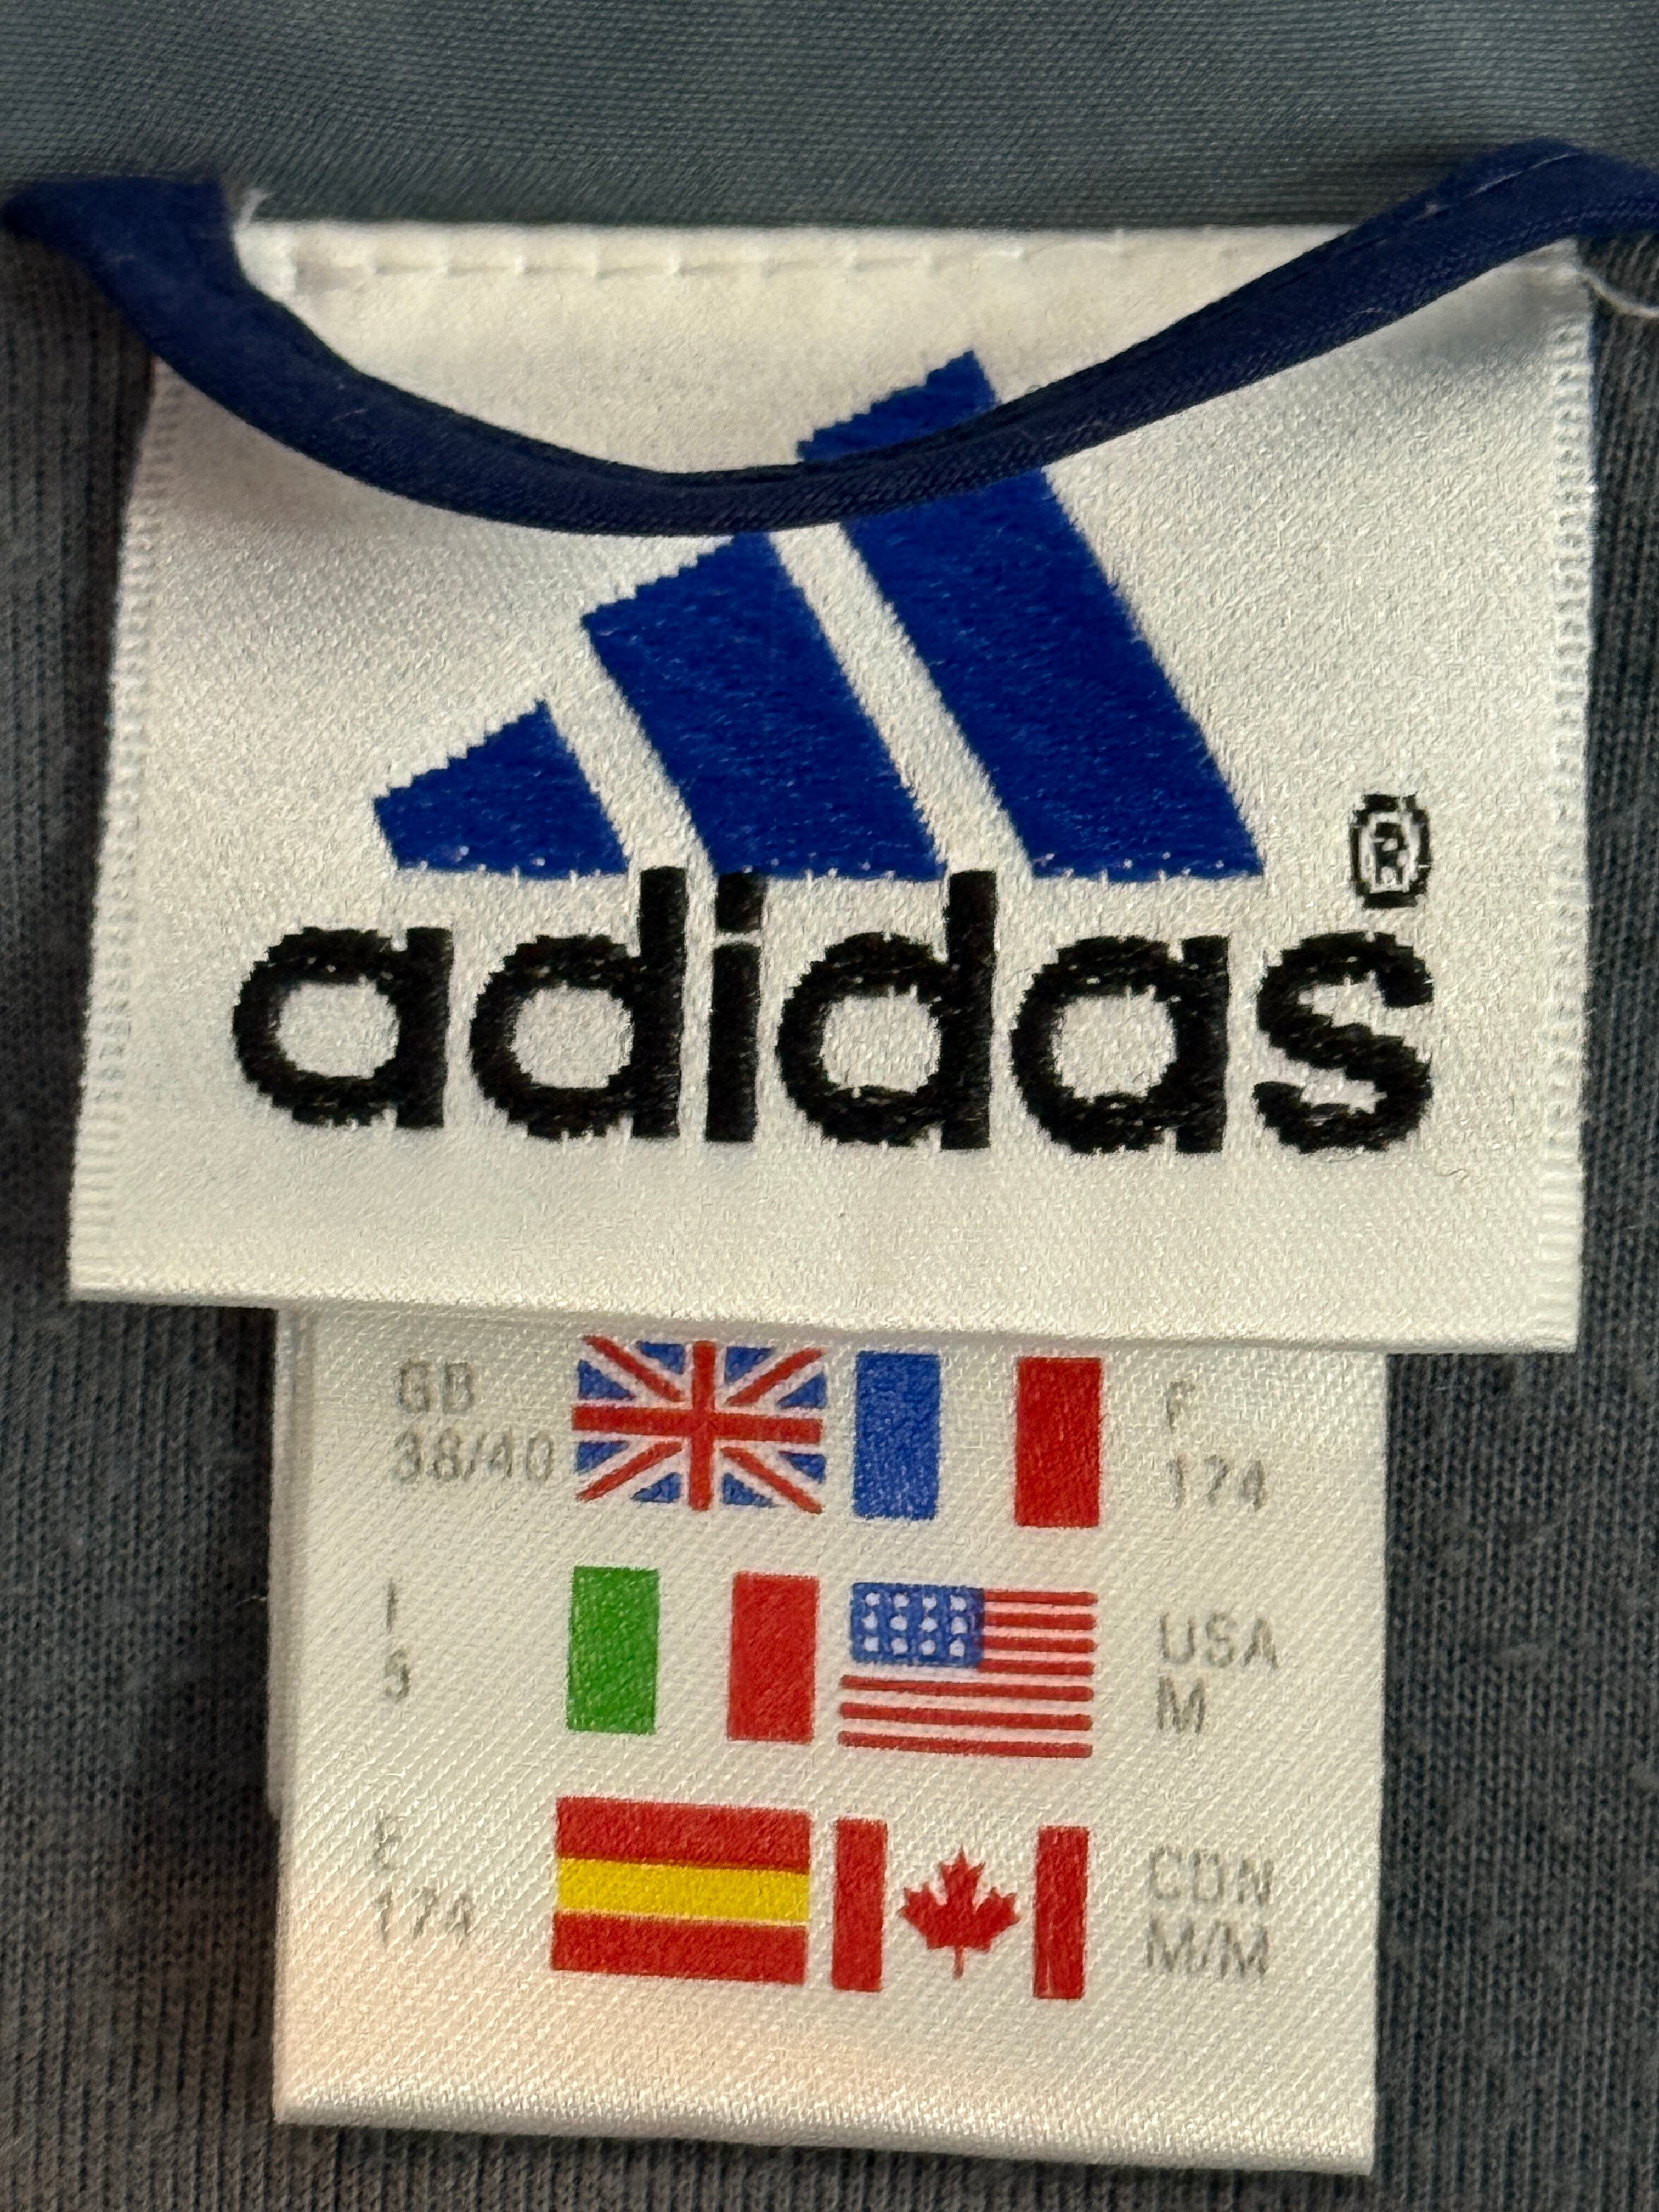 adidas®
GB
38/40
F
174
I
5
USA
M
E
174
CDN
M/M